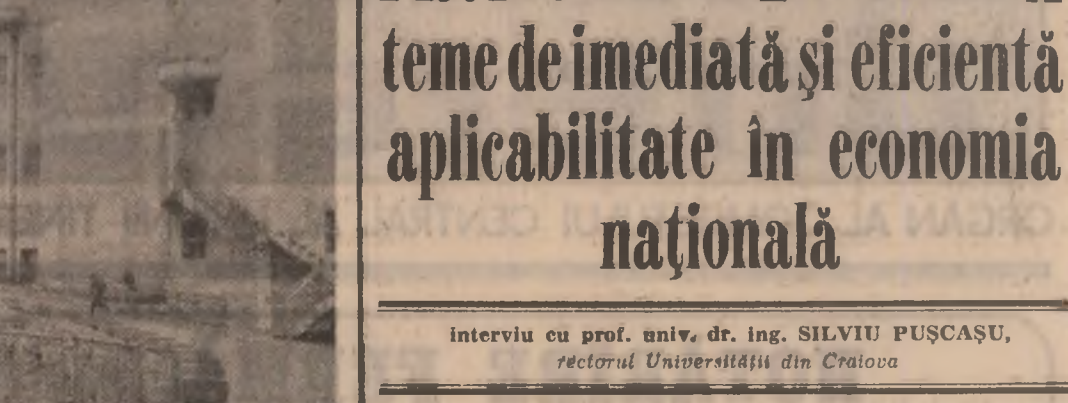 teme de imediată şi eficientă
aplicabilitate în economia
naţională
interviu cu prof. univ. dr. ing. SILVIU PUŞCAŞU,
rectorul Universităţii din Craiova